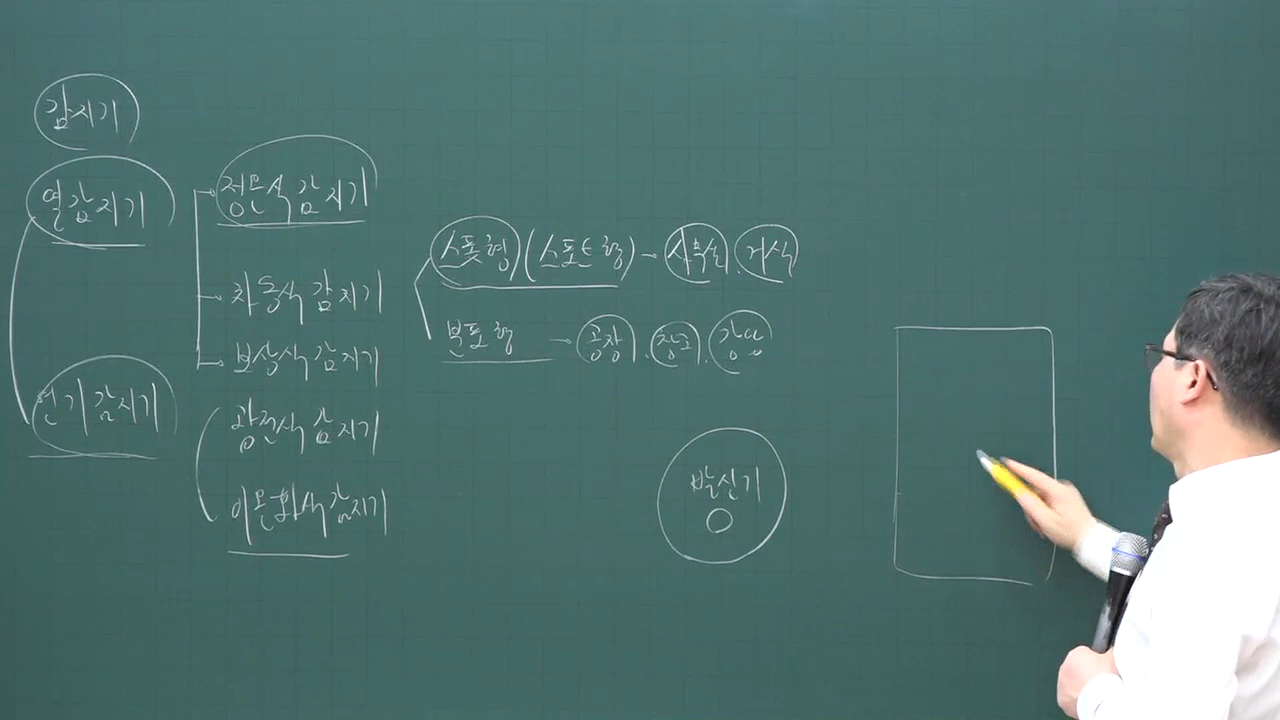 감지기
열감지기
연기감지기
정온식감지기
차동식감지기
보상식감지기
광전식감지기
이온화식감지기
스폿형(스포트형) → 사무실, 거실
분포형 → 공장, 창고,
발신기